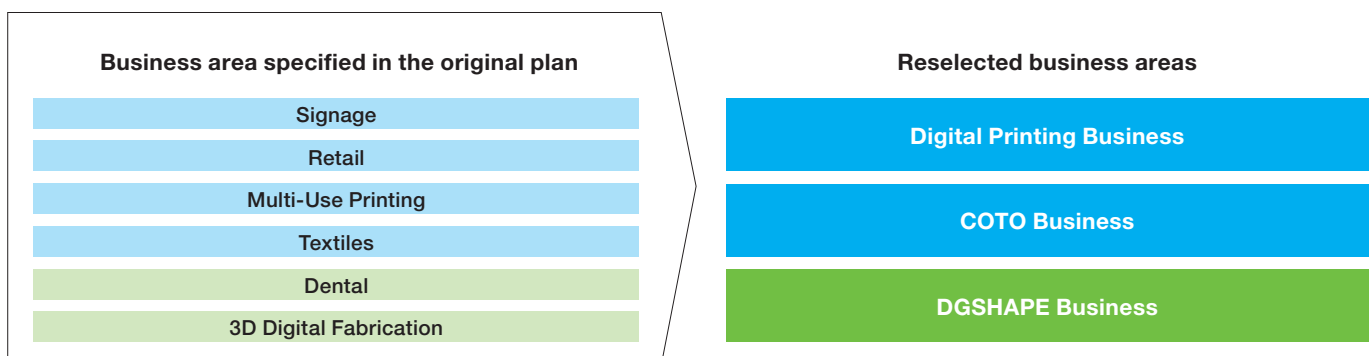 Business area specified in the original plan
Signage
Retail
Multi-Use Printing
Textiles
Dental
3D Digital Fabrication
Reselected business areas
Digital Printing Business
COTO Business
DGSHAPE Business